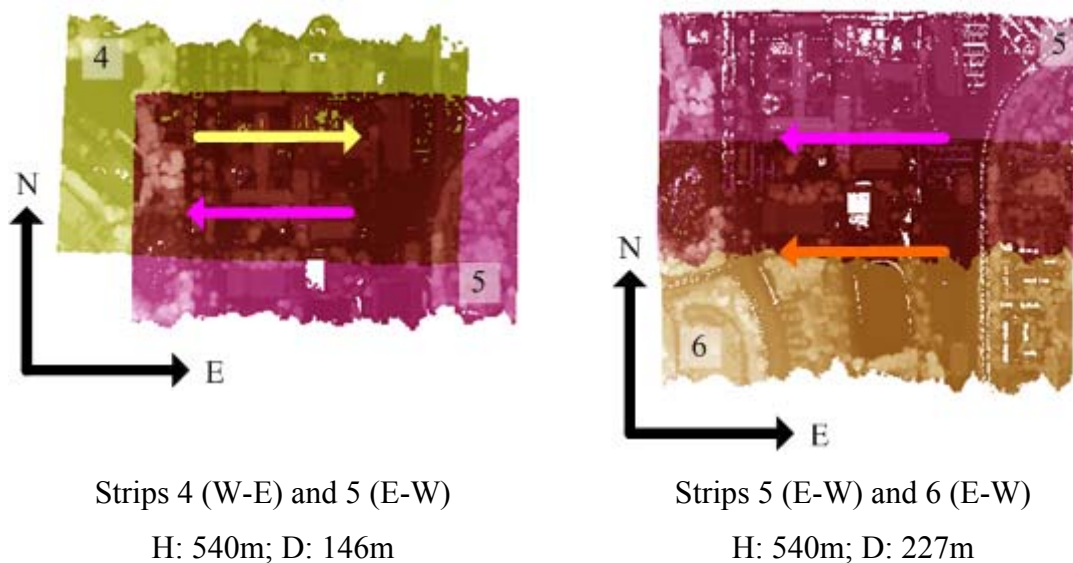 4
5
N
E
5
6
N
E
Strips 4 (W-E) and 5 (E-W)
H: 540m; D: 146m
Strips 5 (E-W) and 6 (E-W)
H: 540m; D: 227m